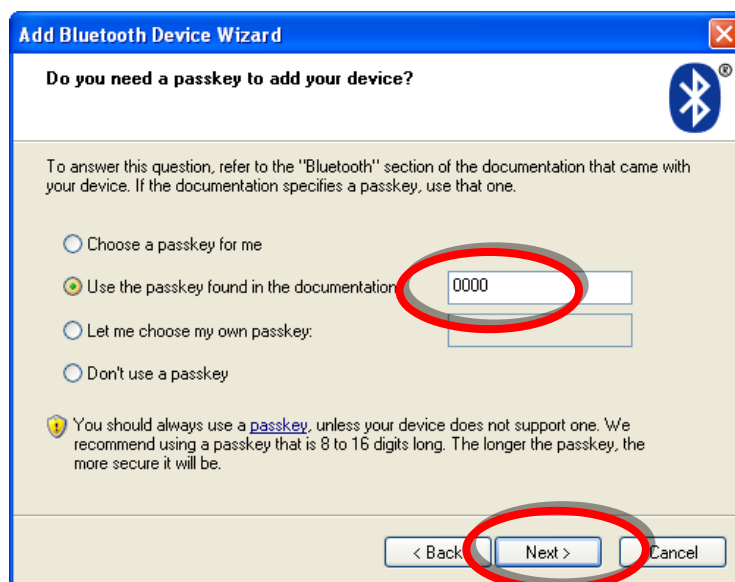 Add Bluetooth Device Wizard
Do you need a passkey to add your device?
®
To answer this question, refer to the "Bluetooth" section of the documentation that came with
your device. If the documentation specifies a passkey, use that one.
Choose a passkey for me
Use the passkey found in the documentation 0000
Let me choose my own passkey:
Don't use a passkey
You should always use a passkey, unless your device does not support one. We
recommend using a passkey that is 8 to 16 digits long. The longer the passkey, the
more secure it will be.
< Back Next > Cancel